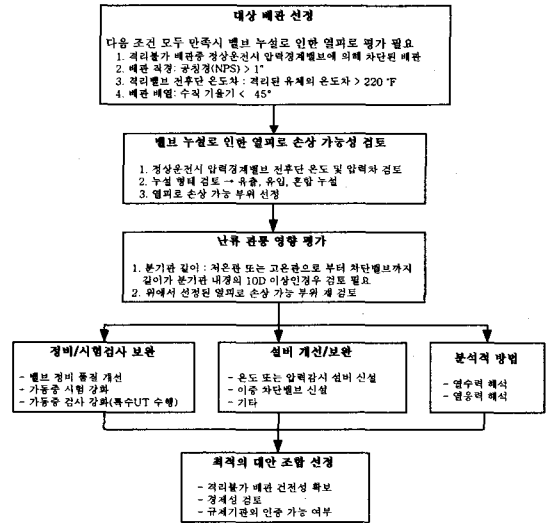 대상 배관 선정
다음 조건 모두 만족시 밸브 누설로 인한 열피로 평가 필요
1. 격리불가 배관중 정상운전시 압력경계밸브에 의해 차단된 배관
2. 배관 직경: 공칭경(NPS) > 1"
3. 격리밸브 전후단 온도차 : 격리된 유체의 온도차 > 220 °F
4. 배관 배열: 수직 기울기 < 45°
밸브 누설로 인한 열피로 손상 가능성 검토
1. 정상운전시 압력경계밸브 전후단 온도 및 압력차 검토
2. 누설 형태 검토 → 유출, 유입, 혼합 누설
3. 열피로 손상 가능 부위 선정
난류 관통 영향 평가
1. 분기관 길이 : 저온관 또는 고온관으로 부터 차단밸브까지
길이가 분기관 내경의 10D 이상인경우 검토 필요
2. 위에서 선정된 열피로 손상 가능 부위 재 검토
정비/시험검사 보완
- 밸브 정비 품질 개선
- 가동중 시험 강화
- 가동중 검사 강화(특수UT 수행)
설비 개선/보완
- 온도 또는 압력감시 설비 신설
- 이중 차단밸브 신설
- 기타
분석적 방법
- 열수력 해석
- 열응력 해석
최적의 대안 조합 선정
- 격리불가 배관 건전성 확보
- 경제성 검토
- 규제기관의 인증 가능 여부